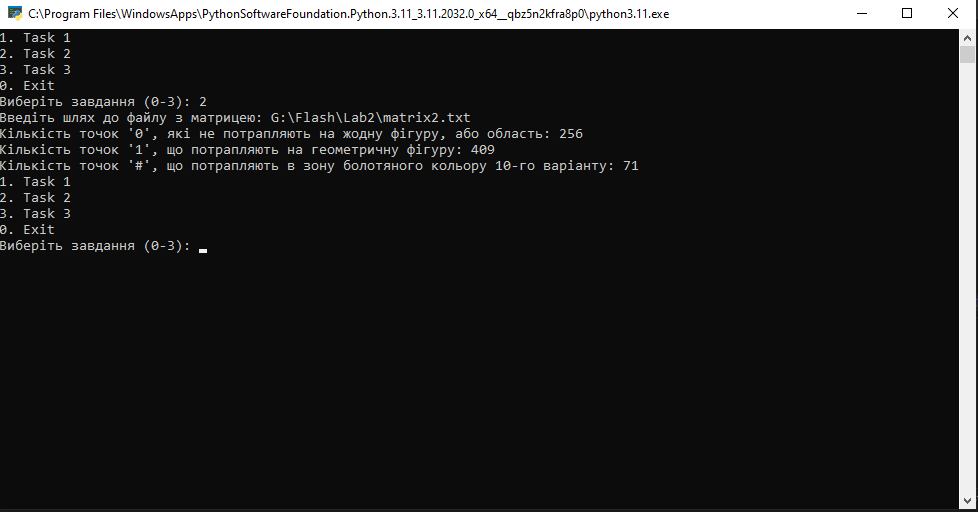 C:\Program Files\WindowsApps\PythonSoftwareFoundation.Python.3.11_3.11.2032.0_x64__qbz5n2kfra8p0\python3.11.exe
1. Task 1
2. Task 2
3. Task 3
0. Exit
Виберіть завдання (0-3): 2
Введіть шлях до файлу з матрицею: G:\Flash\Lab2\matrix2.txt
Кількість точок '0', які не потрапляють на жодну фігуру, або область: 256
Кількість точок '1', що потрапляють на геометричну фігуру: 409
Кількість точок '#', що потрапляють в зону болотяного кольору 10-го варіанту: 71
1. Task 1
2. Task 2
3. Task 3
0. Exit
Виберіть завдання (0-3):